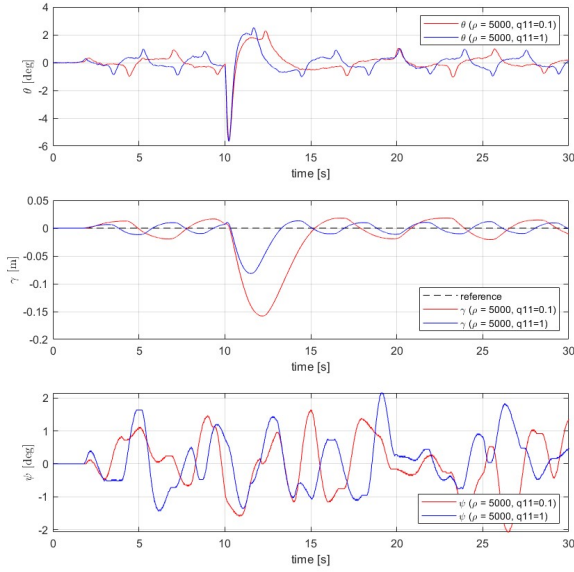 4
2
0
-2
-4
-6
θ [deg]
θ (ρ = 5000, q11=0.1)
θ (ρ = 5000, q11=1)
0 5 10 15 20 25 30
time [s]
0.05
0
-0.05
-0.1
-0.15
-0.2
γ [m]
reference
γ (ρ = 5000, q11=0.1)
γ (ρ = 5000, q11=1)
0 5 10 15 20 25 30
time [s]
2
1
0
-1
-2
ψ [deg]
ψ (ρ = 5000, q11=0.1)
ψ (ρ = 5000, q11=1)
0 5 10 15 20 25 30
time [s]